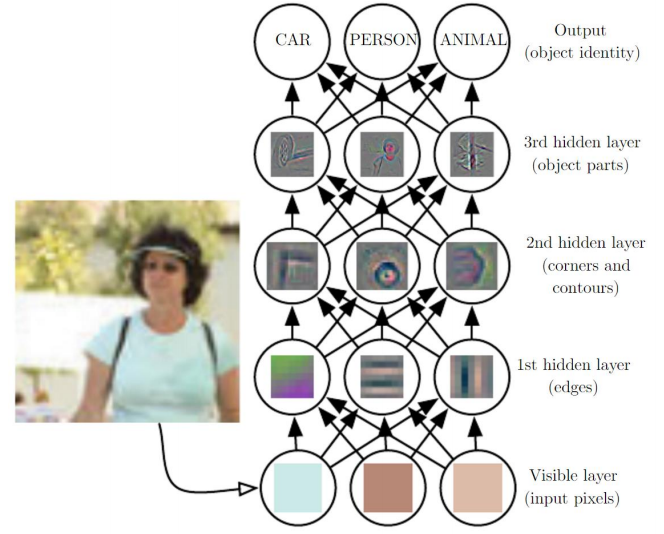 CAR
PERSON
ANIMAL
Output
(object identity)
3rd hidden layer
(object parts)
2nd hidden layer
(corners and
contours)
1st hidden layer
(edges)
Visible layer
(input pixels)